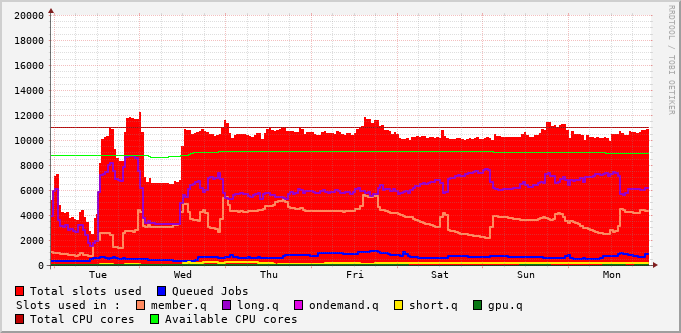 20000
18000
16000
14000
12000
10000
8000
6000
4000
2000
0
Tue Wed Thu Fri Sat Sun Mon
RRDTOOL / TOBI OETIKER
Total slots used Queued Jobs
Slots used in : member.q long.q ondemand.q short.q gpu.q
Total CPU cores Available CPU cores